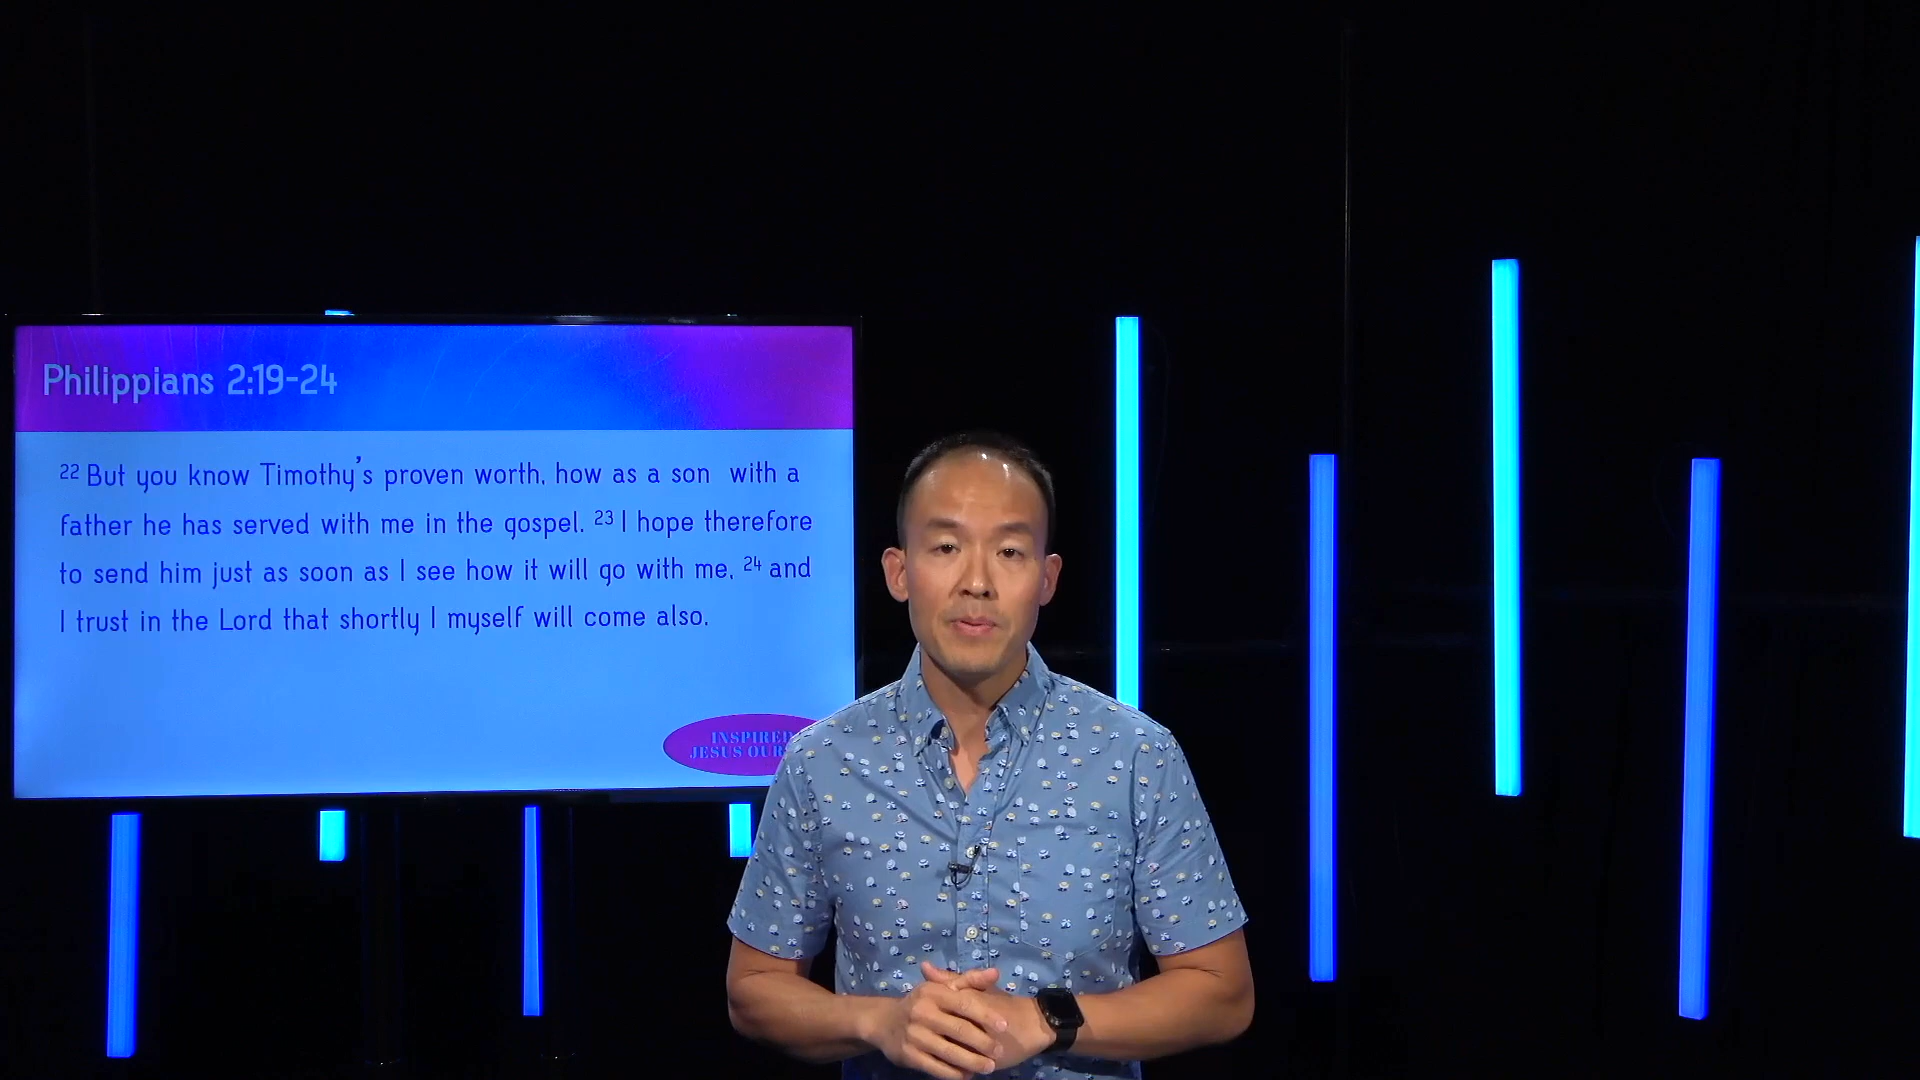 Philippians 2:19-24
22 But you know Timothy's proven worth, how as a son with a
father he has served with me in the gospel. 23 I hope therefore
to send him just as soon as I see how it will go with me, 24 and
I trust in the Lord that shortly I myself will come also.
INSPIRED
JESUS